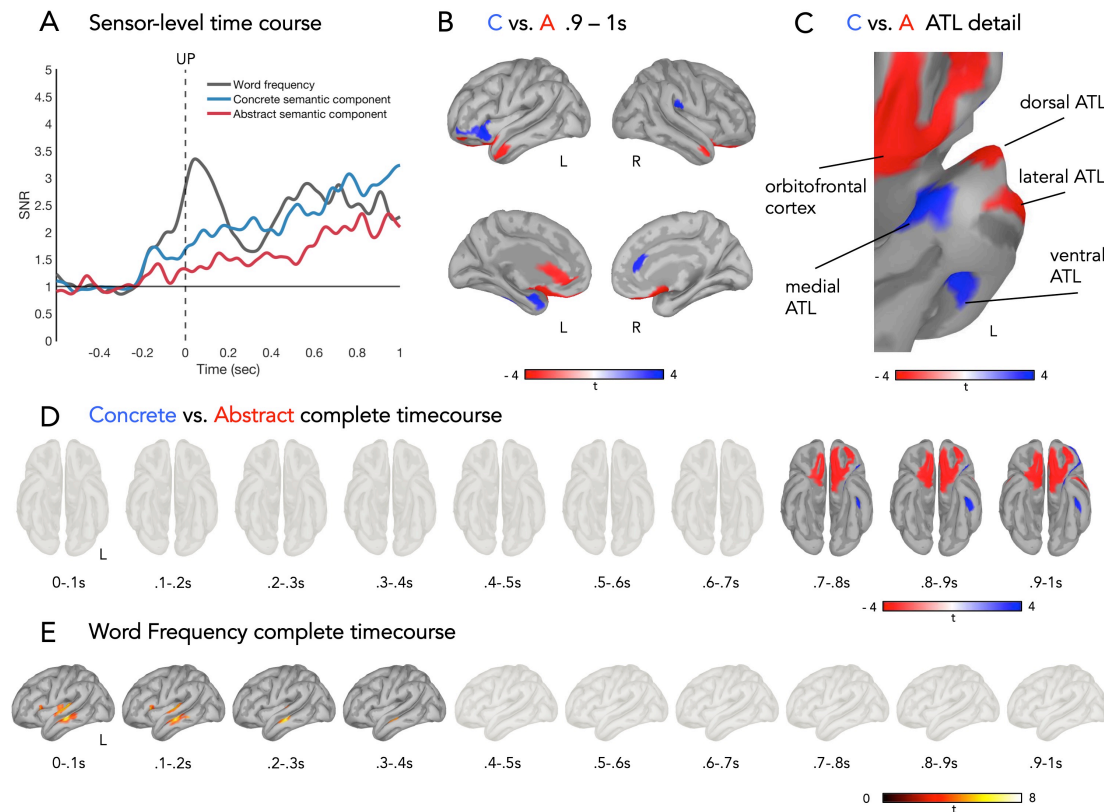 A Sensor-level time course
UP
5
4.5
4
3.5
3
2.5
2
1.5
1
0.5
0
SNR
Word frequency
Concrete semantic component
Abstract semantic component
-0.4 -0.2 0 0.2 0.4 0.6 0.8 1
Time (sec)
B C vs. A .9 – 1s
L R
L R
- 4 4
t
C C vs. A ATL detail
dorsal ATL
lateral ATL
orbitofrontal
cortex
ventral
ATL
medial
ATL
L
- 4 4
t
D Concrete vs. Abstract complete timecourse
L
0-.1s .1-.2s .2-.3s .3-.4s .4-.5s .5-.6s .6-.7s .7-.8s .8-.9s .9-1s
- 4 4
t
E Word Frequency complete timecourse
L
0-.1s .1-.2s .2-.3s .3-.4s .4-.5s .5-.6s .6-.7s .7-.8s .8-.9s .9-1s
0 8
t